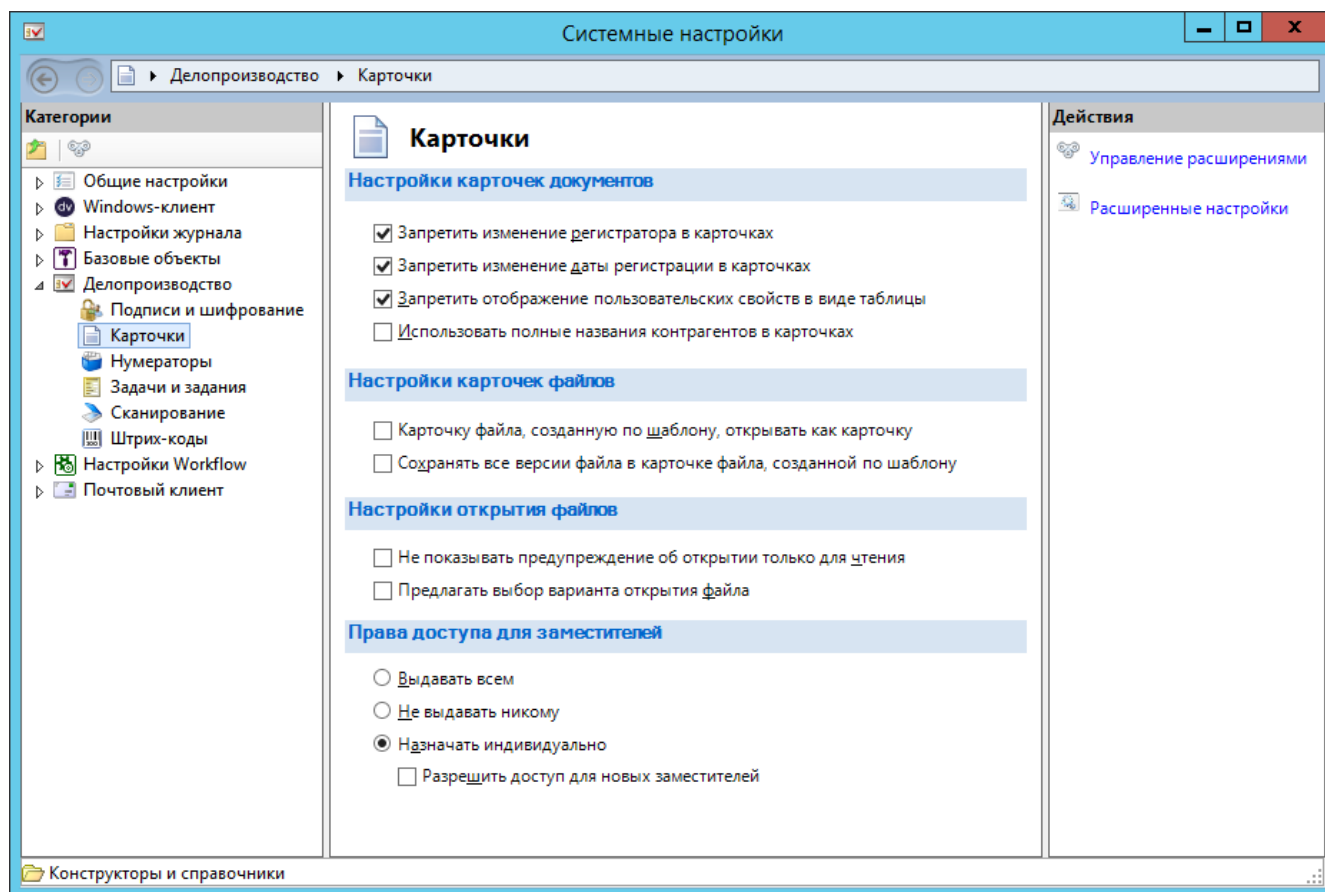 Системные настройки
Делопроизводство
Карточки
Категории
Общие настройки
Windows-клиент
Настройки журнала
Базовые объекты
Делопроизводство
Подписи и шифрование
Карточки
Нумераторы
Задачи и задания
Сканирование
Штрих-коды
Настройки Workflow
Почтовый клиент
Карточки
Настройки карточек документов
Запретить изменение регистратора в карточках
Запретить изменение даты регистрации в карточках
Запретить отображение пользовательских свойств в виде таблицы
Использовать полные названия контрагентов в карточках
Настройки карточек файлов
Карточку файла, созданную по шаблону, открывать как карточку
Сохранять все версии файла в карточке файла, созданной по шаблону
Настройки открытия файлов
Не показывать предупреждение об открытии только для чтения
Предлагать выбор варианта открытия файла
Права доступа для заместителей
Выдавать всем
Не выдавать никому
Назначать индивидуально
Разрешить доступ для новых заместителей
Действия
Управление расширениями
Расширенные настройки
Конструкторы и справочники